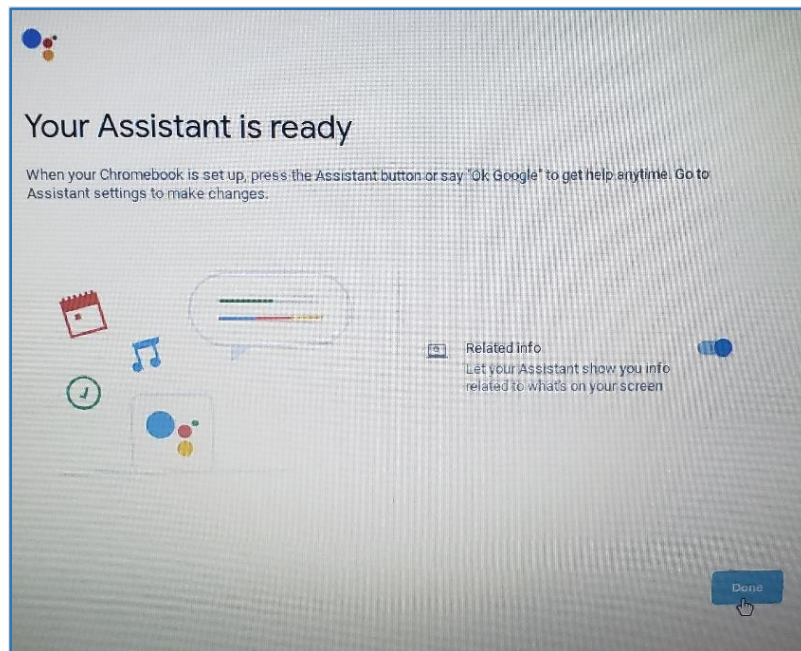 Your Assistant is ready
When your Chromebook is set up, press the Assistant button or say "Ok Google" to get help anytime. Go to
Assistant settings to make changes.
Related info
Let your Assistant show you info
related to what's on your screen
Done